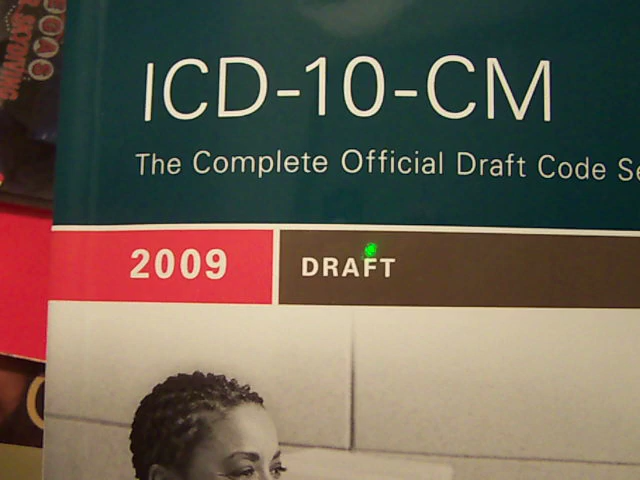 ICD-10-CM
The Complete Official Draft Code
2009
DRAFT